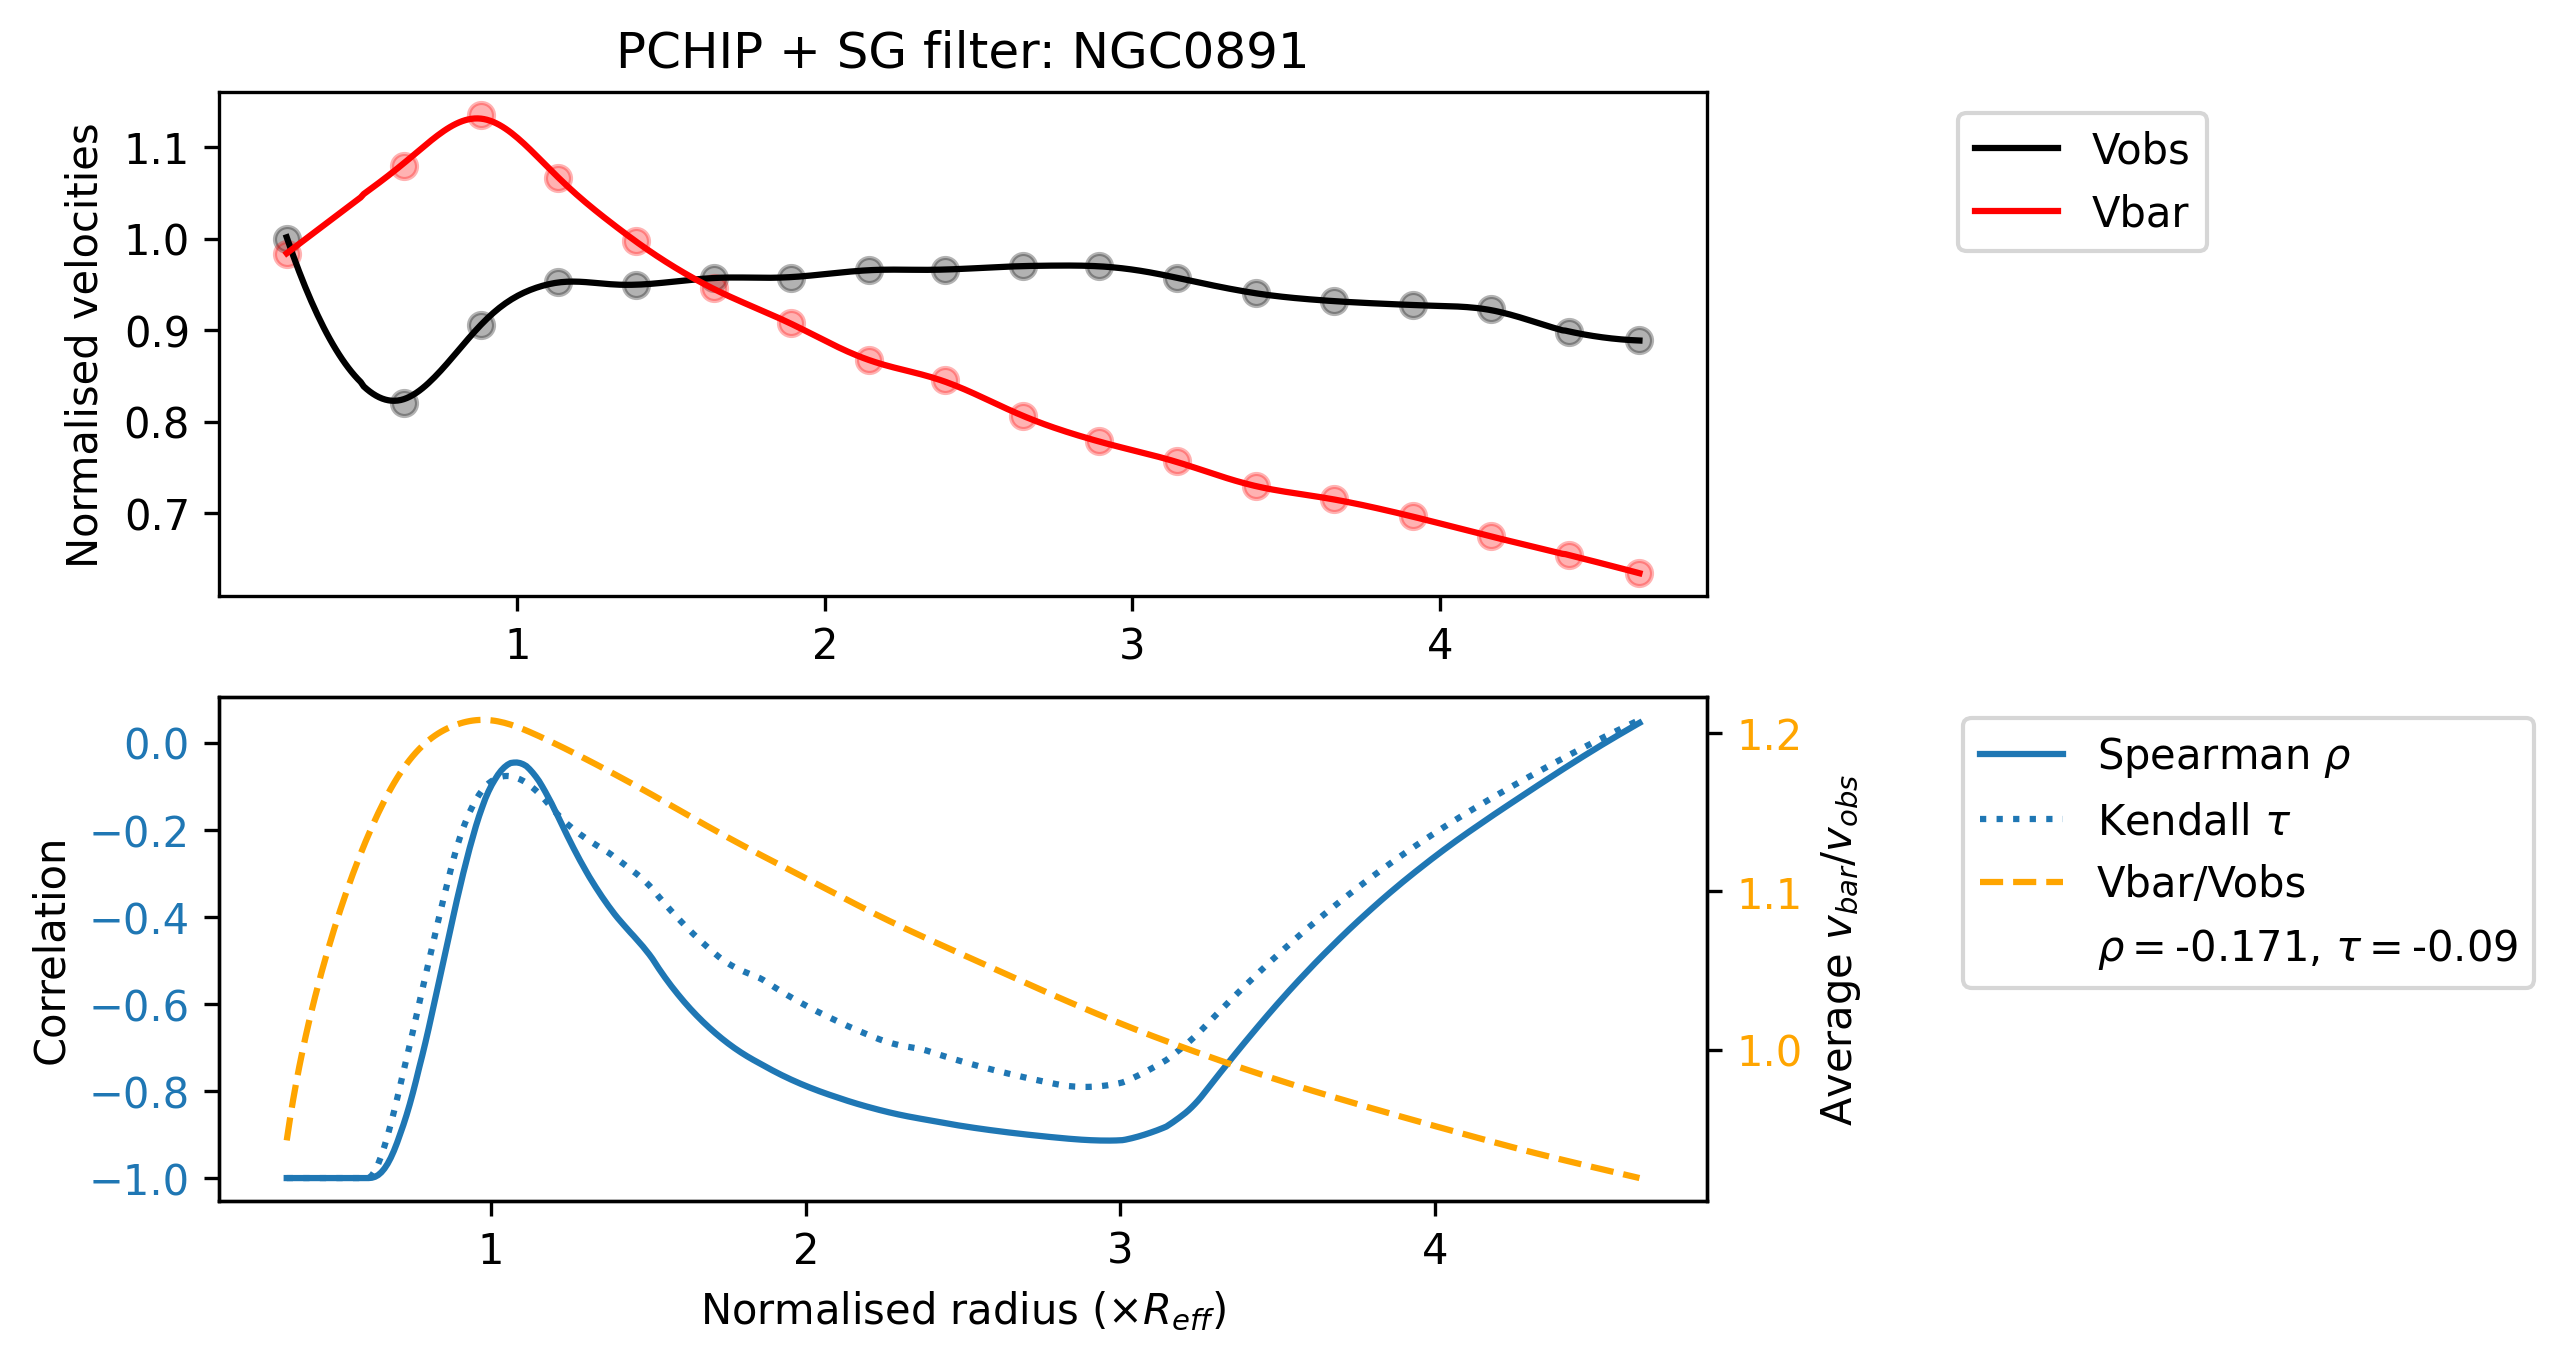 PCHIP + SG filter: NGC0891
Normalised velocities
1.1
1.0
0.9
0.8
0.7
1
2
3
4
Vobs
Vbar
Correlation
0.0
−0.2
−0.4
−0.6
−0.8
−1.0
1
2
3
4
Normalised radius (×R_eff)
1.2
1.1
1.0
Average v_bar/v_obs
Spearman ρ
Kendall τ
Vbar/Vobs
ρ = -0.171, τ = -0.09